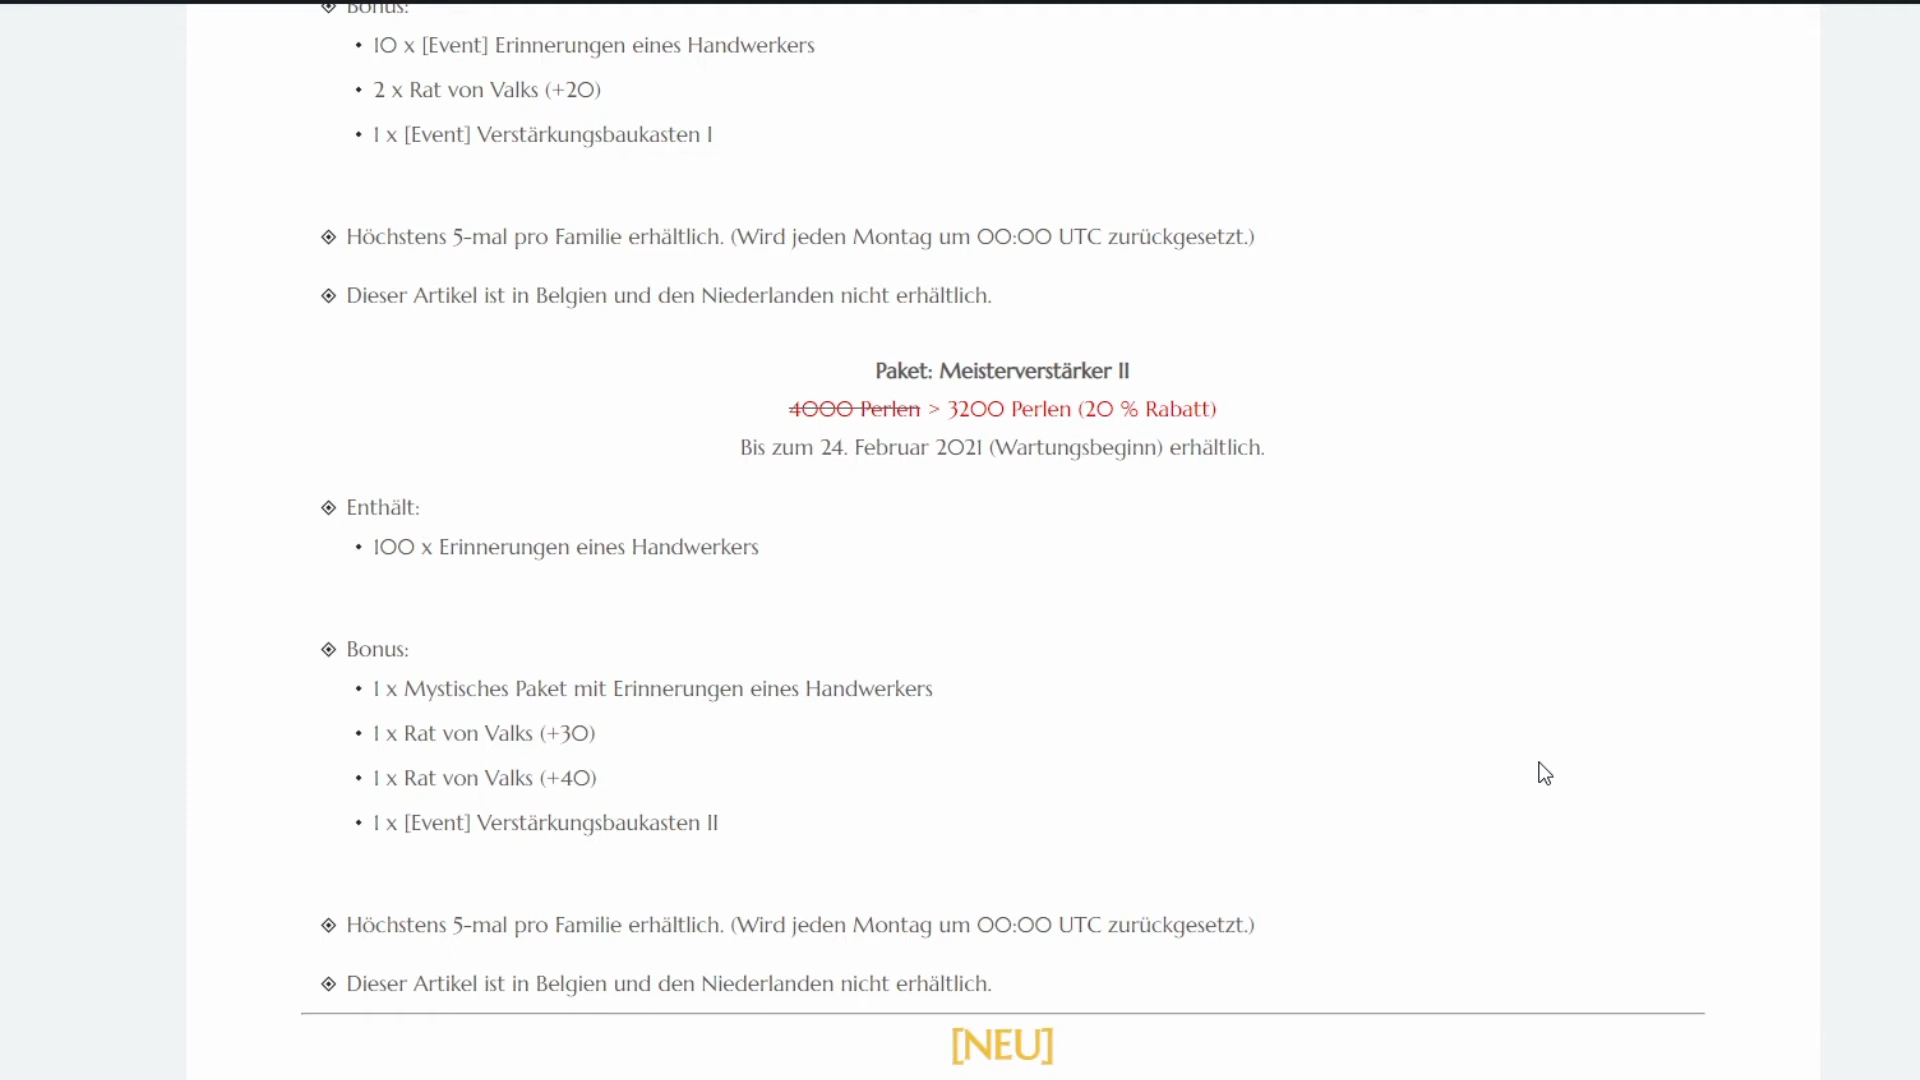 ◈ Bonus:
• 10 x [Event] Erinnerungen eines Handwerkers
• 2 x Rat von Valks (+20)
• 1 x [Event] Verstärkungsbaukasten I
◈ Höchstens 5-mal pro Familie erhältlich. (Wird jeden Montag um 00:00 UTC zurückgesetzt.)
◈ Dieser Artikel ist in Belgien und den Niederlanden nicht erhältlich.
Paket: Meisterverstärker II
4000 Perlen > 3200 Perlen (20 % Rabatt)
Bis zum 24. Februar 2021 (Wartungsbeginn) erhältlich.
◈ Enthält:
• 100 x Erinnerungen eines Handwerkers
◈ Bonus:
• 1 x Mystisches Paket mit Erinnerungen eines Handwerkers
• 1 x Rat von Valks (+30)
• 1 x Rat von Valks (+40)
• 1 x [Event] Verstärkungsbaukasten II
◈ Höchstens 5-mal pro Familie erhältlich. (Wird jeden Montag um 00:00 UTC zurückgesetzt.)
◈ Dieser Artikel ist in Belgien und den Niederlanden nicht erhältlich.
[NEU]